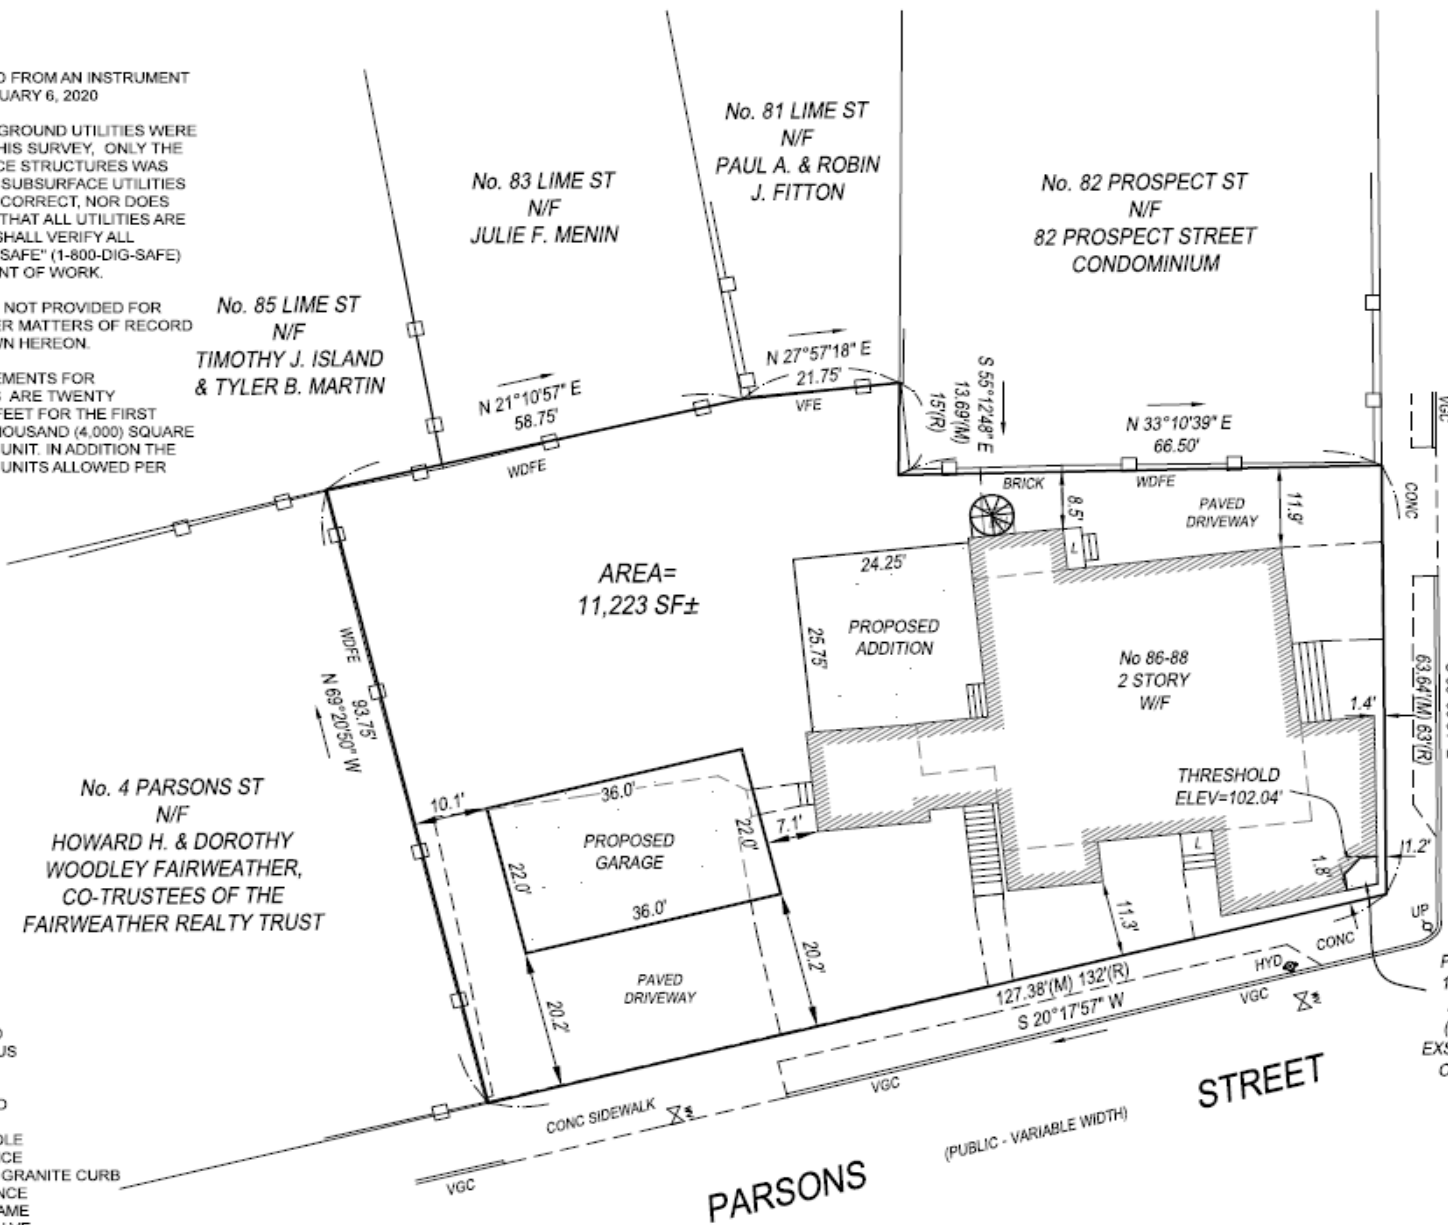 FROM AN INSTRUMENT
UARY 6, 2020
GROUND UTILITIES WERE
HIS SURVEY, ONLY THE
CE STRUCTURES WAS
SUBSURFACE UTILITIES
CORRECT, NOR DOES
THAT ALL UTILITIES ARE
SHALL VERIFY ALL
SAFE" (1-800-DIG-SAFE)
NT OF WORK.
NOT PROVIDED FOR
ER MATTERS OF RECORD
WN HEREON.
EMENTS FOR
S ARE TWENTY
FEET FOR THE FIRST
HOUSAND (4,000) SQUARE
UNIT. IN ADDITION THE
UNITS ALLOWED PER
No. 85 LIME ST
N/F
TIMOTHY J. ISLAND
& TYLER B. MARTIN
No. 83 LIME ST
N/F
JULIE F. MENIN
No. 81 LIME ST
N/F
PAUL A. & ROBIN
J. FITTON
No. 82 PROSPECT ST
N/F
82 PROSPECT STREET
CONDOMINIUM
N 21°10'57" E
58.75'
WDFE
N 27°57'18" E
21.75'
VFE
S 55°12'48" E
13.69'(M)
15'(R)
N 33°10'39" E
66.50'
BRICK
WDFE
8.5'
PAVED
DRIVEWAY
11.9'
CONC
VGC
AREA=
11,223 SF±
24.25'
25.75'
PROPOSED
ADDITION
L
No 86-88
2 STORY
W/F
1.4'
63.64'(M) 63'(R)
THRESHOLD
ELEV=102.04'
1.2'
1.8'
L
11.3'
WDFE
N 69°20'50" W
93.75'
No. 4 PARSONS ST
N/F
HOWARD H. & DOROTHY
WOODLEY FAIRWEATHER,
CO-TRUSTEES OF THE
FAIRWEATHER REALTY TRUST
10.1'
36.0'
PROPOSED
GARAGE
22.0'
22.0'
7.1'
36.0'
20.2'
PAVED
DRIVEWAY
20.2'
127.38'(M) 132'(R)
S 20°17'57" W
HYD
CONC
UP
VGC
VGC
CONC SIDEWALK
VGC
PARSONS STREET
(PUBLIC - VARIABLE WIDTH)
US
OLE
CE
GRANITE CURB
NCE
AME
EXS